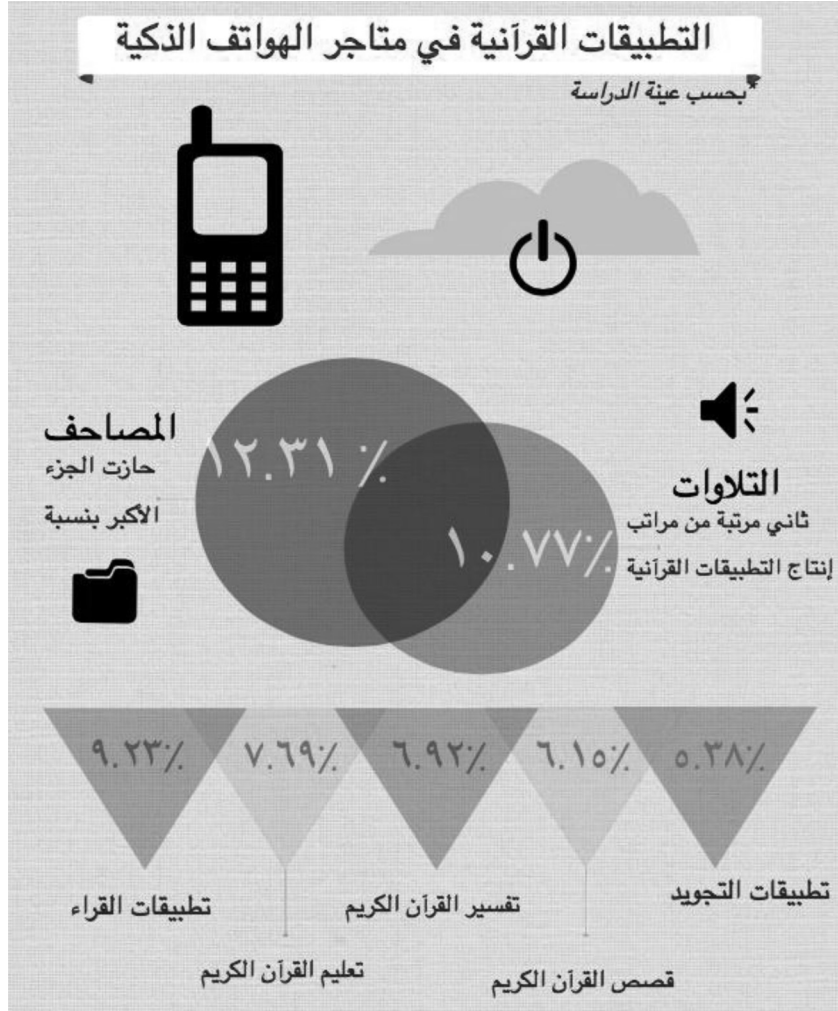 التطبيقات القرآنية في متاجر الهواتف الذكية
*بحسب عينة الدراسة
المصاحف
حازت الجزء
الأكبر بنسبة
١٢.٣١ ٪
التلاوات
ثاني مرتبة من مراتب
إنتاج التطبيقات القرآنية
١٠.٧٧٪
٩.٢٣٪
٧.٦٩٪
٦.٩٢٪
٦.١٥٪
٥.٣٨٪
تطبيقات القراء
تعليم القرآن الكريم
تفسير القرآن الكريم
قصص القرآن الكريم
تطبيقات التجويد